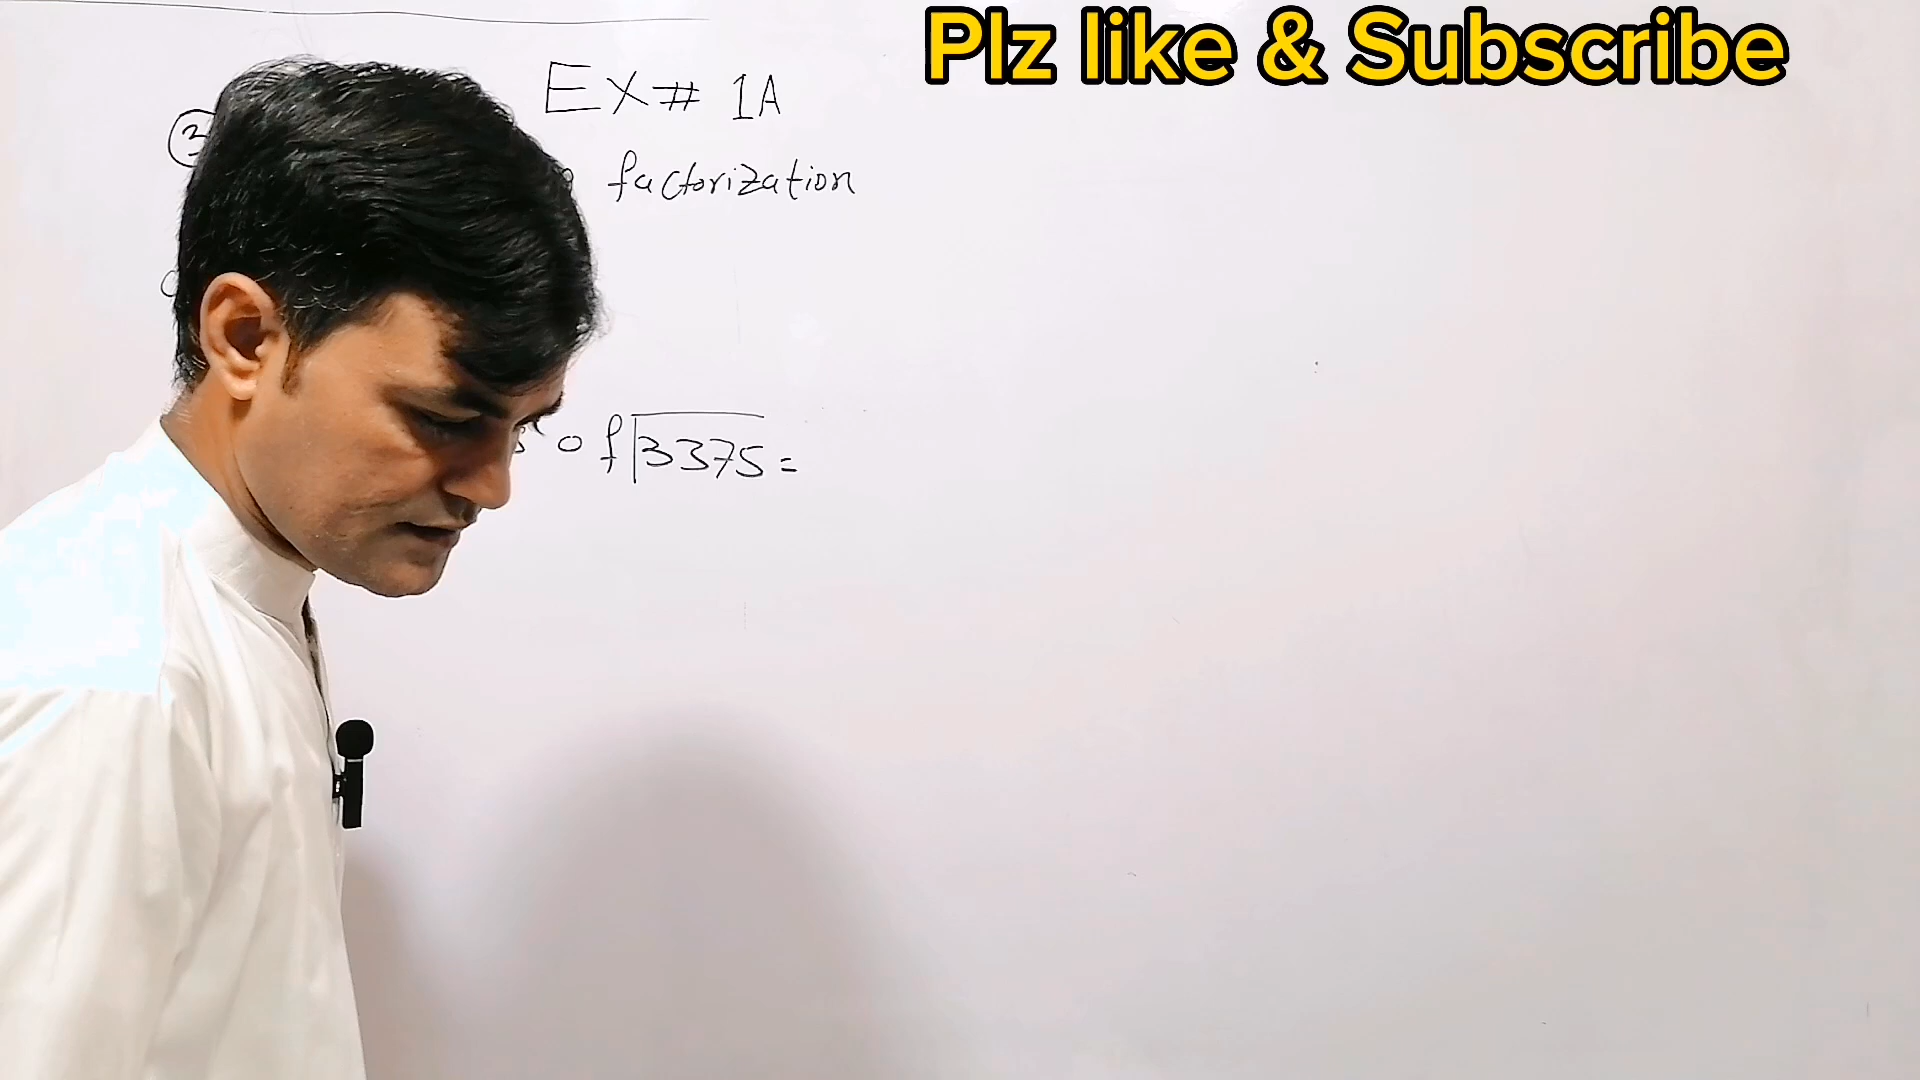 Plz like & Subscribe
EX# 1A
factorization
of 3375 =